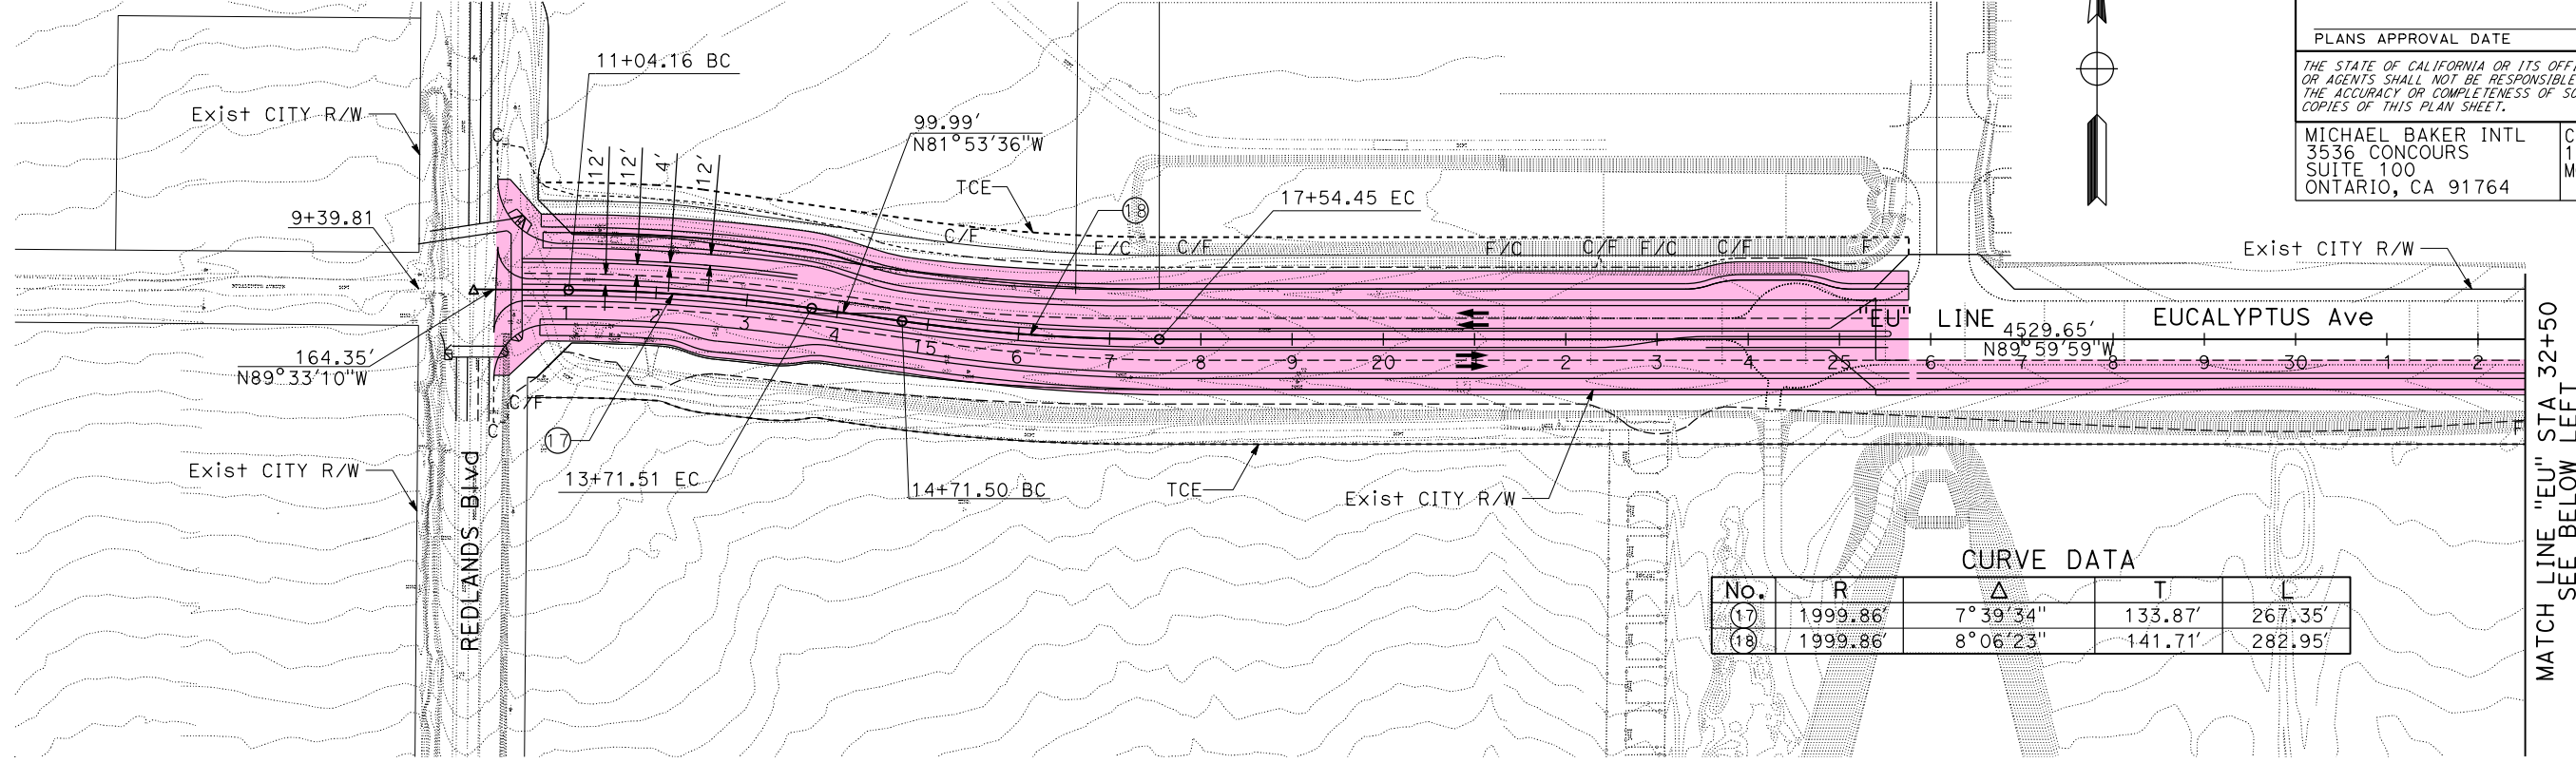 PLANS APPROVAL DATE
THE STATE OF CALIFORNIA OR ITS OFFI
OR AGENTS SHALL NOT BE RESPONSIBLE
THE ACCURACY OR COMPLETENESS OF SC
COPIES OF THIS PLAN SHEET.
MICHAEL BAKER INTL
3536 CONCOURS
SUITE 100
ONTARIO, CA 91764
C
1
M
11+04.16 BC
Exist CITY R/W
C
99.99'
N81°53'36"W
12'
12'
4'
12'
TCE
18
17+54.45 EC
9+39.81
C/F
F/C
C/F
F/C
C/F
F/C
C/F
F
Exist CITY R/W
1
2
3
4
15
6
7
8
9
20
1
2
3
4
25
6
7
8
9
30
1
2
"EU" LINE
EUCALYPTUS Ave
4529.65'
N89°59'59"W
164.35'
N89°33'10"W
C/F
C
17
F
Exist CITY R/W
13+71.51 EC
14+71.50 BC
TCE
Exist CITY R/W
REDLANDS Blvd
MATCH LINE "EU" STA 32+50
SEE BELOW LEFT
CURVE DATA
No. R Δ T L
17 1999.86' 7°39'34" 133.87' 267.35'
18 1999.86' 8°06'23" 141.71' 282.95'